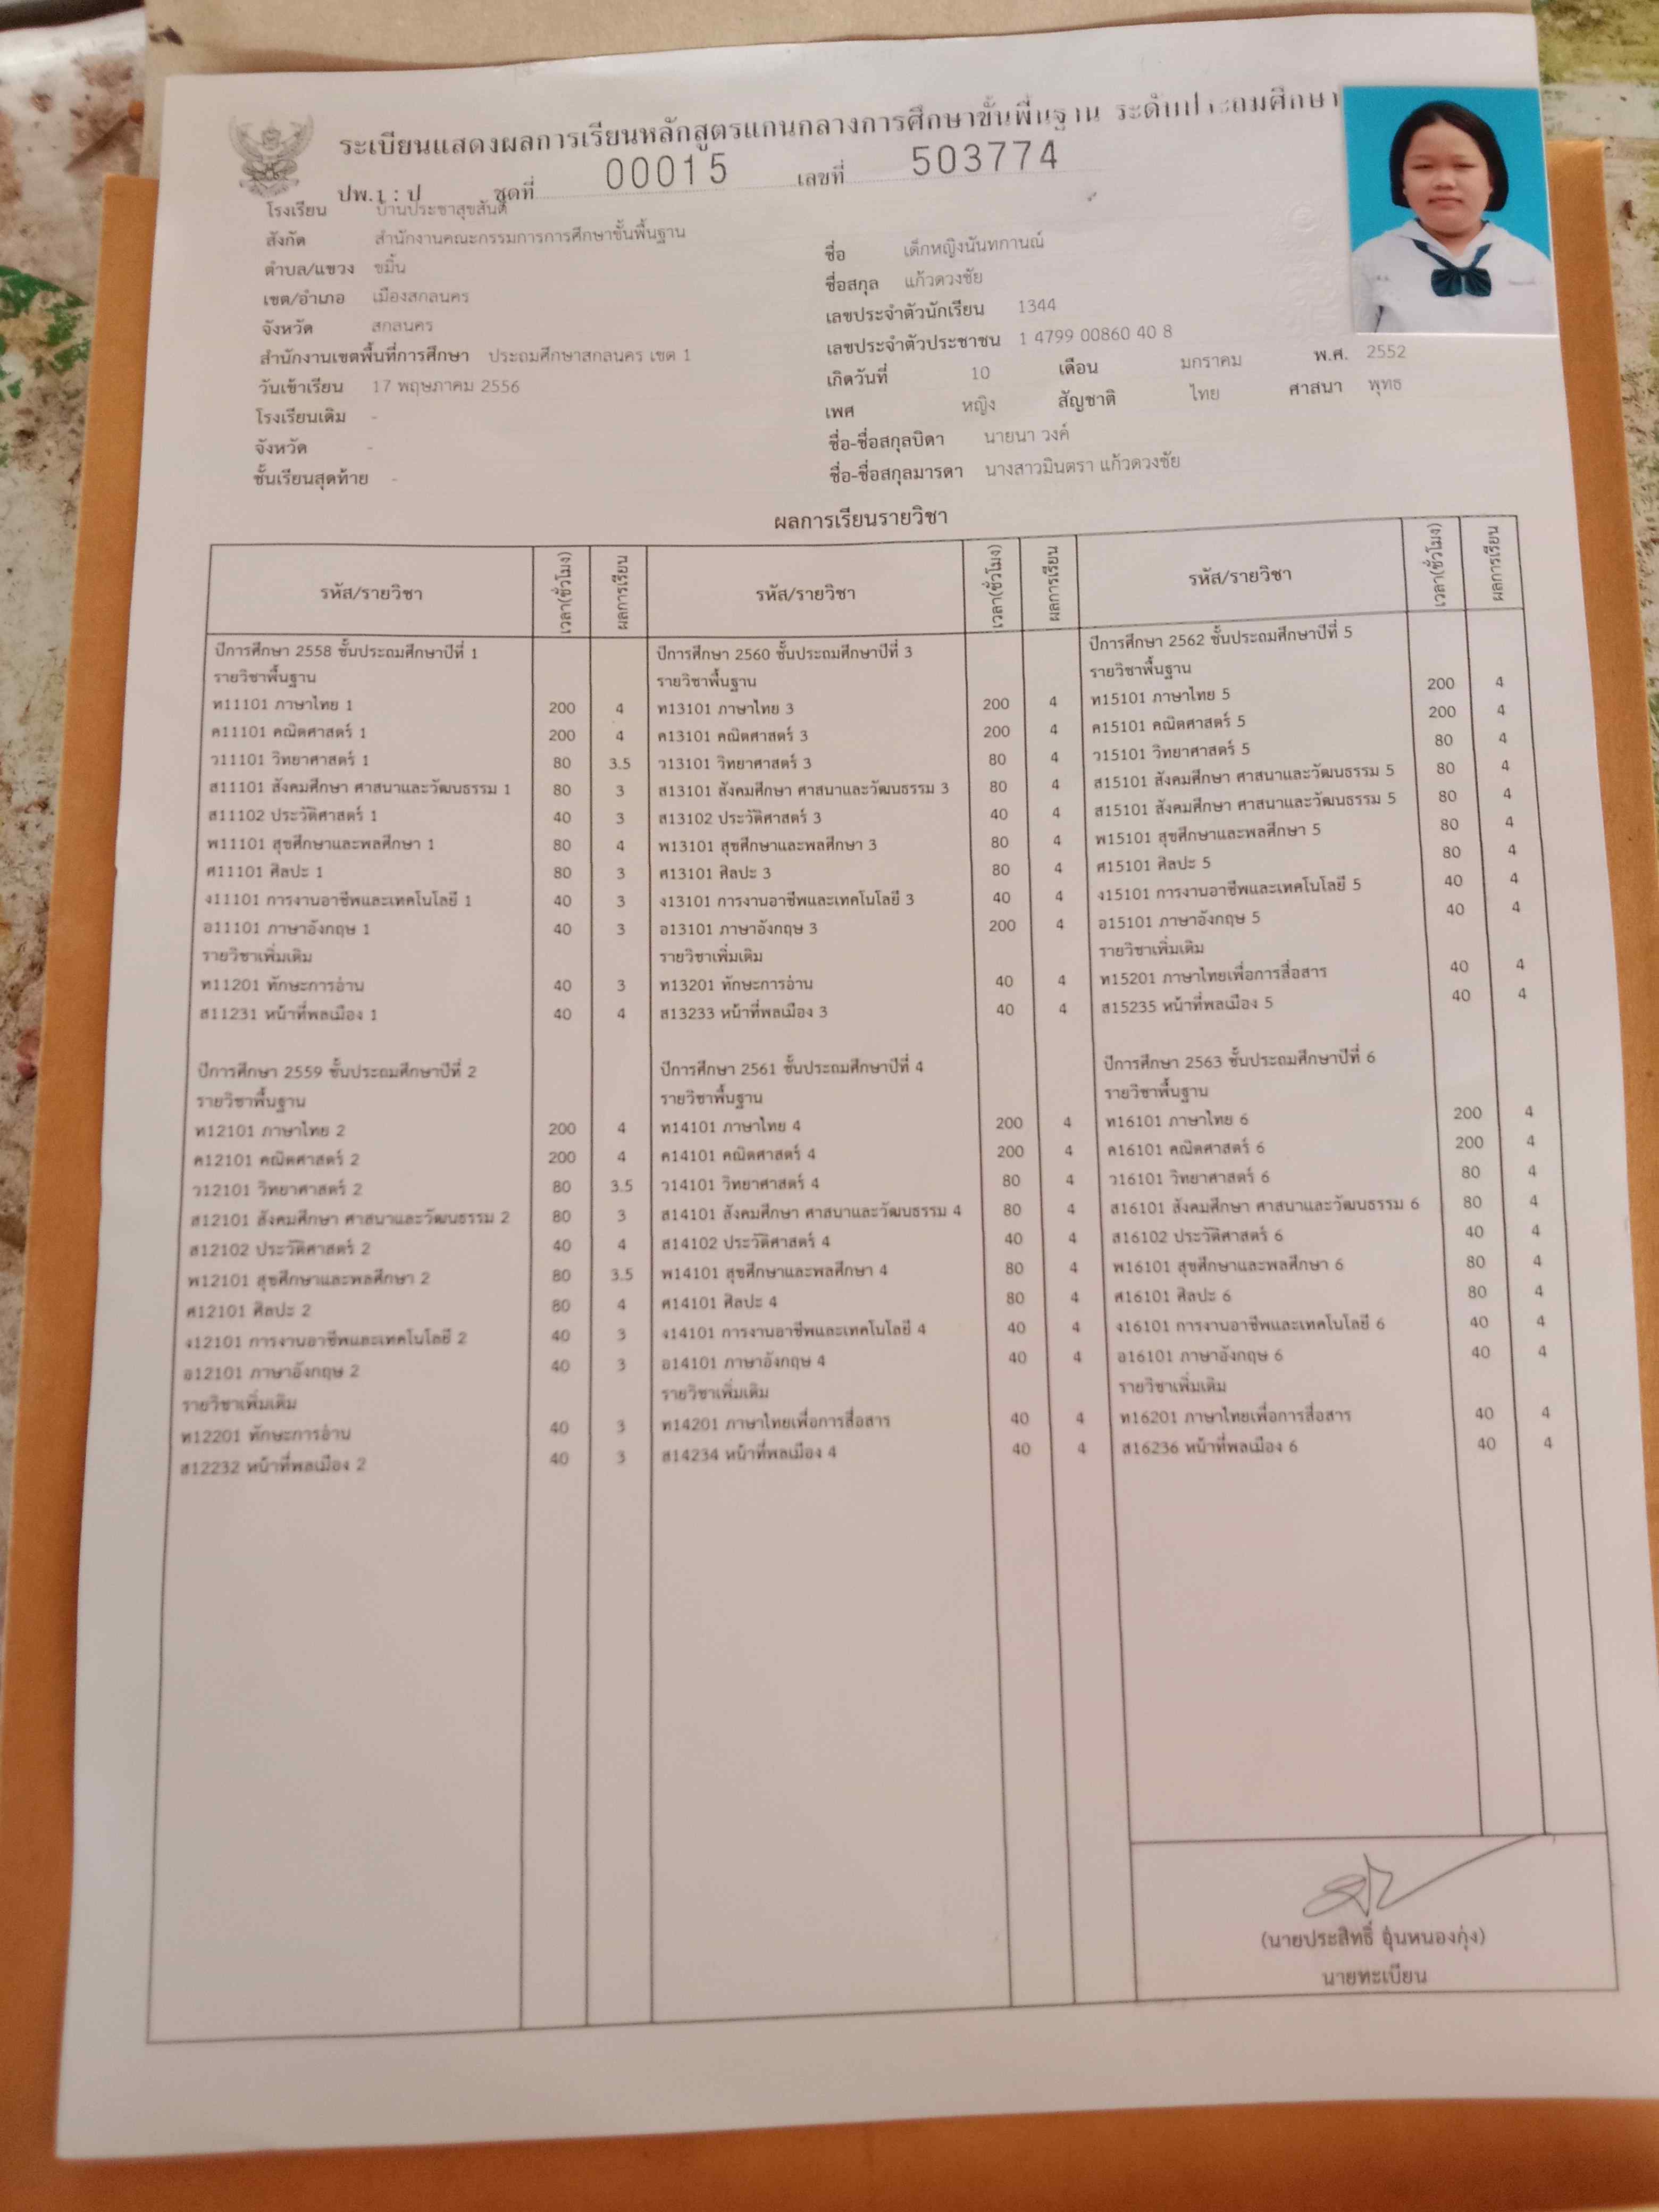 ระเบียนแสดงผลการเรียนหลักสูตรแกนกลางการศึกษาขั้นพื้นฐาน ระดับประถมศึกษา
ปพ.1 : ป ชุดที่ 00015 เลขที่ 503774
โรงเรียน บ้านประชาสุขสันต์
สังกัด สำนักงานคณะกรรมการการศึกษาขั้นพื้นฐาน
ตำบล/แขวง ขมิ้น
เขต/อำเภอ เมืองสกลนคร
จังหวัด สกลนคร
สำนักงานเขตพื้นที่การศึกษา ประถมศึกษาสกลนคร เขต 1
วันเข้าเรียน 17 พฤษภาคม 2556
โรงเรียนเดิม -
จังหวัด -
ชั้นเรียนสุดท้าย -
ชื่อ เด็กหญิงนันทกานณ์
ชื่อสกุล แก้วดวงชัย
เลขประจำตัวนักเรียน 1344
เลขประจำตัวประชาชน 1 4799 00860 40 8
เกิดวันที่ 10 เดือน มกราคม พ.ศ. 2552
เพศ หญิง สัญชาติ ไทย ศาสนา พุทธ
ชื่อ-ชื่อสกุลบิดา นายนา วงค์
ชื่อ-ชื่อสกุลมารดา นางสาวมินตรา แก้วดวงชัย
ผลการเรียนรายวิชา
รหัส/รายวิชา เวลา(ชั่วโมง) ผลการเรียน
ปีการศึกษา 2558 ชั้นประถมศึกษาปีที่ 1
รายวิชาพื้นฐาน
ท11101 ภาษาไทย 1 200 4
ค11101 คณิตศาสตร์ 1 200 4
ว11101 วิทยาศาสตร์ 1 80 3.5
ส11101 สังคมศึกษา ศาสนาและวัฒนธรรม 1 80 3
ส11102 ประวัติศาสตร์ 1 40 3
พ11101 สุขศึกษาและพลศึกษา 1 80 4
ศ11101 ศิลปะ 1 80 3
ง11101 การงานอาชีพและเทคโนโลยี 1 40 3
อ11101 ภาษาอังกฤษ 1 40 3
รายวิชาเพิ่มเติม
ท11201 ทักษะการอ่าน 40 3
ส11231 หน้าที่พลเมือง 1 40 4
ปีการศึกษา 2559 ชั้นประถมศึกษาปีที่ 2
รายวิชาพื้นฐาน
ท12101 ภาษาไทย 2 200 4
ค12101 คณิตศาสตร์ 2 200 4
ว12101 วิทยาศาสตร์ 2 80 3.5
ส12101 สังคมศึกษา ศาสนาและวัฒนธรรม 2 80 3
ส12102 ประวัติศาสตร์ 2 40 4
พ12101 สุขศึกษาและพลศึกษา 2 80 3.5
ศ12101 ศิลปะ 2 80 4
ง12101 การงานอาชีพและเทคโนโลยี 2 40 3
อ12101 ภาษาอังกฤษ 2 40 3
รายวิชาเพิ่มเติม
ท12201 ทักษะการอ่าน 40 3
ส12232 หน้าที่พลเมือง 2 40 3
รหัส/รายวิชา เวลา(ชั่วโมง) ผลการเรียน
ปีการศึกษา 2560 ชั้นประถมศึกษาปีที่ 3
รายวิชาพื้นฐาน
ท13101 ภาษาไทย 3 200 4
ค13101 คณิตศาสตร์ 3 200 4
ว13101 วิทยาศาสตร์ 3 80 4
ส13101 สังคมศึกษา ศาสนาและวัฒนธรรม 3 80 4
ส13102 ประวัติศาสตร์ 3 40 4
พ13101 สุขศึกษาและพลศึกษา 3 80 4
ศ13101 ศิลปะ 3 80 4
ง13101 การงานอาชีพและเทคโนโลยี 3 40 4
อ13101 ภาษาอังกฤษ 3 200 4
รายวิชาเพิ่มเติม
ท13201 ทักษะการอ่าน 40 4
ส13233 หน้าที่พลเมือง 3 40 4
ปีการศึกษา 2561 ชั้นประถมศึกษาปีที่ 4
รายวิชาพื้นฐาน
ท14101 ภาษาไทย 4 200 4
ค14101 คณิตศาสตร์ 4 200 4
ว14101 วิทยาศาสตร์ 4 80 4
ส14101 สังคมศึกษา ศาสนาและวัฒนธรรม 4 80 4
ส14102 ประวัติศาสตร์ 4 40 4
พ14101 สุขศึกษาและพลศึกษา 4 80 4
ศ14101 ศิลปะ 4 80 4
ง14101 การงานอาชีพและเทคโนโลยี 4 40 4
อ14101 ภาษาอังกฤษ 4 40 4
รายวิชาเพิ่มเติม
ท14201 ภาษาไทยเพื่อการสื่อสาร 40 4
ส14234 หน้าที่พลเมือง 4 40 4
รหัส/รายวิชา เวลา(ชั่วโมง) ผลการเรียน
ปีการศึกษา 2562 ชั้นประถมศึกษาปีที่ 5
รายวิชาพื้นฐาน
ท15101 ภาษาไทย 5 200 4
ค15101 คณิตศาสตร์ 5 200 4
ว15101 วิทยาศาสตร์ 5 80 4
ส15101 สังคมศึกษา ศาสนาและวัฒนธรรม 5 80 4
ส15101 สังคมศึกษา ศาสนาและวัฒนธรรม 5 80 4
พ15101 สุขศึกษาและพลศึกษา 5 80 4
ศ15101 ศิลปะ 5 80 4
ง15101 การงานอาชีพและเทคโนโลยี 5 40 4
อ15101 ภาษาอังกฤษ 5 40 4
รายวิชาเพิ่มเติม
ท15201 ภาษาไทยเพื่อการสื่อสาร 40 4
ส15235 หน้าที่พลเมือง 5 40 4
ปีการศึกษา 2563 ชั้นประถมศึกษาปีที่ 6
รายวิชาพื้นฐาน
ท16101 ภาษาไทย 6 200 4
ค16101 คณิตศาสตร์ 6 200 4
ว16101 วิทยาศาสตร์ 6 80 4
ส16101 สังคมศึกษา ศาสนาและวัฒนธรรม 6 80 4
ส16102 ประวัติศาสตร์ 6 40 4
พ16101 สุขศึกษาและพลศึกษา 6 80 4
ศ16101 ศิลปะ 6 80 4
ง16101 การงานอาชีพและเทคโนโลยี 6 40 4
อ16101 ภาษาอังกฤษ 6 40 4
รายวิชาเพิ่มเติม
ท16201 ภาษาไทยเพื่อการสื่อสาร 40 4
ส16236 หน้าที่พลเมือง 6 40 4
(นายประสิทธิ์ อุ่นหนองกุ่ง)
นายทะเบียน